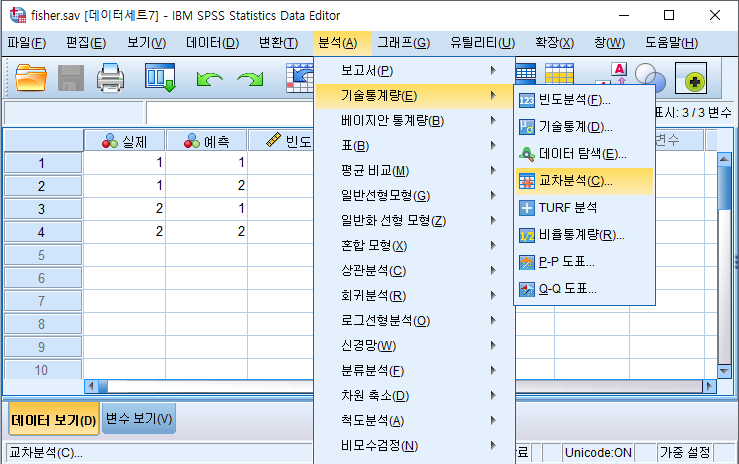 fisher.sav [데이터세트7] - IBM SPSS Statistics Data Editor
파일(F) 편집(E) 보기(V) 데이터(D) 변환(T) 분석(A) 그래프(G) 유틸리티(U) 확장(X) 창(W) 도움말(H)
보고서(P)
기술통계량(E)
베이지안 통계량(B)
표(B)
평균 비교(M)
일반선형모형(G)
일반화 선형 모형(Z)
혼합 모형(X)
상관분석(C)
회귀분석(R)
로그선형분석(O)
신경망(W)
분류분석(F)
차원 축소(D)
척도분석(A)
비모수검정(N)
빈도분석(F)...
기술통계(D)...
데이터 탐색(E)...
교차분석(C)...
TURF 분석
비율통계량(R)...
P-P 도표...
Q-Q 도표...
표시: 3 / 3 변수
실제 예측 빈도 변수
1 1 1
2 1 2
3 2 1
4 2 2
5
6
7
8
9
10
데이터 보기(D) 변수 보기(V)
교차분석(C)... Unicode:ON 가중 설정